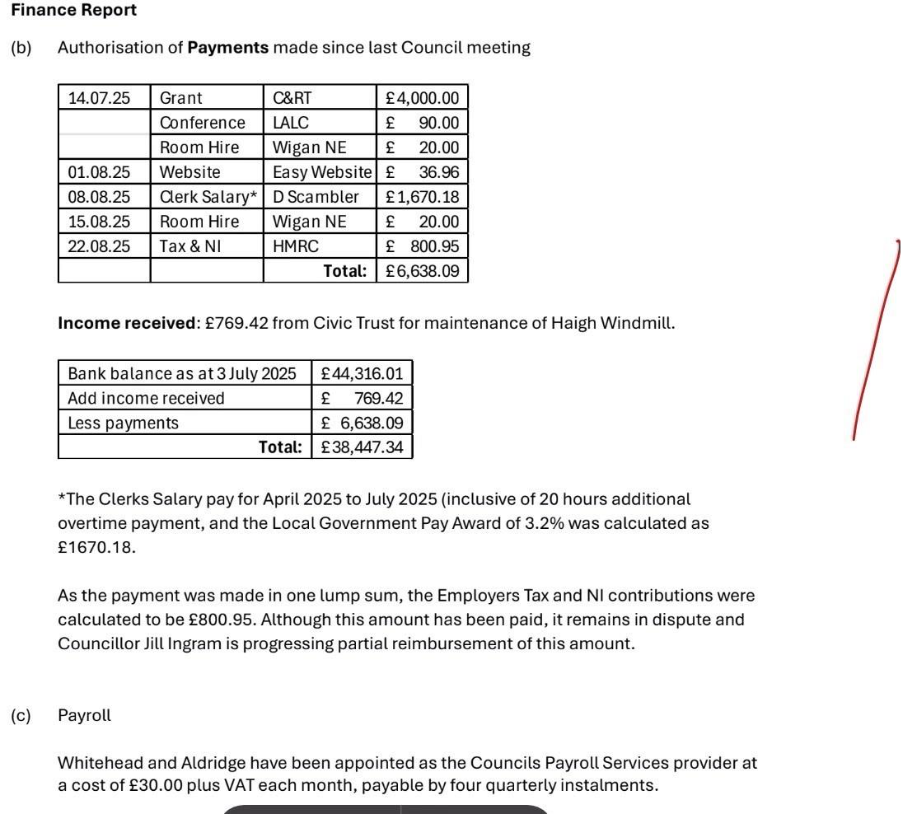 Finance Report
(b) Authorisation of Payments made since last Council meeting
14.07.25 Grant C&RT £4,000.00
Conference LALC £ 90.00
Room Hire Wigan NE £ 20.00
01.08.25 Website Easy Website £ 36.96
08.08.25 Clerk Salary* D Scambler £1,670.18
15.08.25 Room Hire Wigan NE £ 20.00
22.08.25 Tax & NI HMRC £ 800.95
Total: £6,638.09
Income received: £769.42 from Civic Trust for maintenance of Haigh Windmill.
Bank balance as at 3 July 2025 £44,316.01
Add income received £ 769.42
Less payments £ 6,638.09
Total: £38,447.34
*The Clerks Salary pay for April 2025 to July 2025 (inclusive of 20 hours additional
overtime payment, and the Local Government Pay Award of 3.2% was calculated as
£1670.18.
As the payment was made in one lump sum, the Employers Tax and NI contributions were
calculated to be £800.95. Although this amount has been paid, it remains in dispute and
Councillor Jill Ingram is progressing partial reimbursement of this amount.
(c) Payroll
Whitehead and Aldridge have been appointed as the Councils Payroll Services provider at
a cost of £30.00 plus VAT each month, payable by four quarterly instalments.